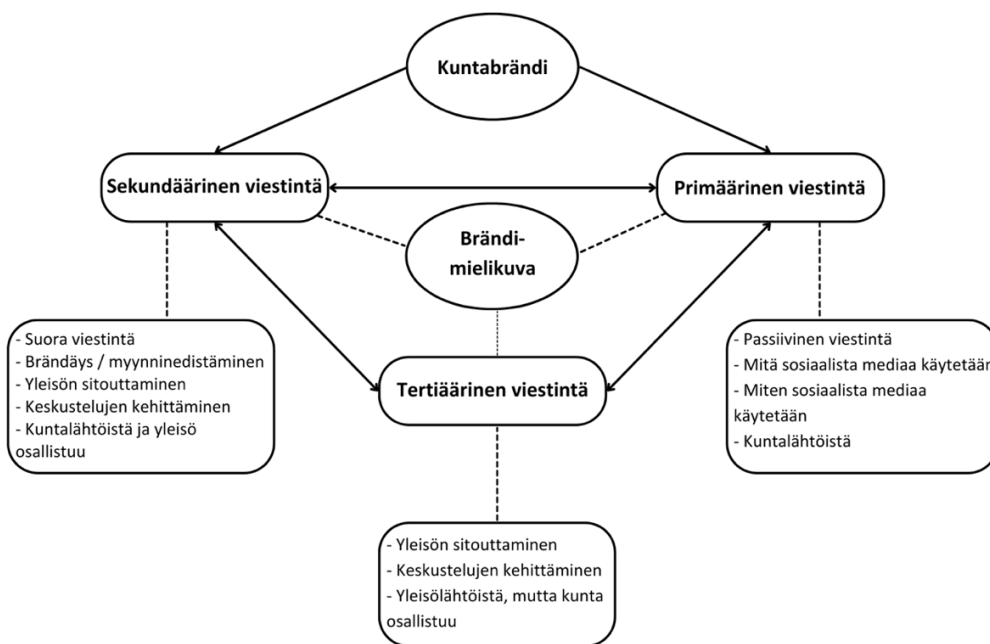 Kuntabrändi
Sekundäärinen viestintä
Primäärinen viestintä
Brändi-
mielikuva
- Suora viestintä
- Brändäys / myynninedistäminen
- Yleisön sitouttaminen
- Keskustelujen kehittäminen
- Kuntalähtöistä ja yleisö
osallistuu
Tertiäärinen viestintä
- Passiivinen viestintä
- Mitä sosiaalista mediaa käytetään
- Miten sosiaalista mediaa
käytetään
- Kuntalähtöistä
- Yleisön sitouttaminen
- Keskustelujen kehittäminen
- Yleisölähtöistä, mutta kunta
osallistuu